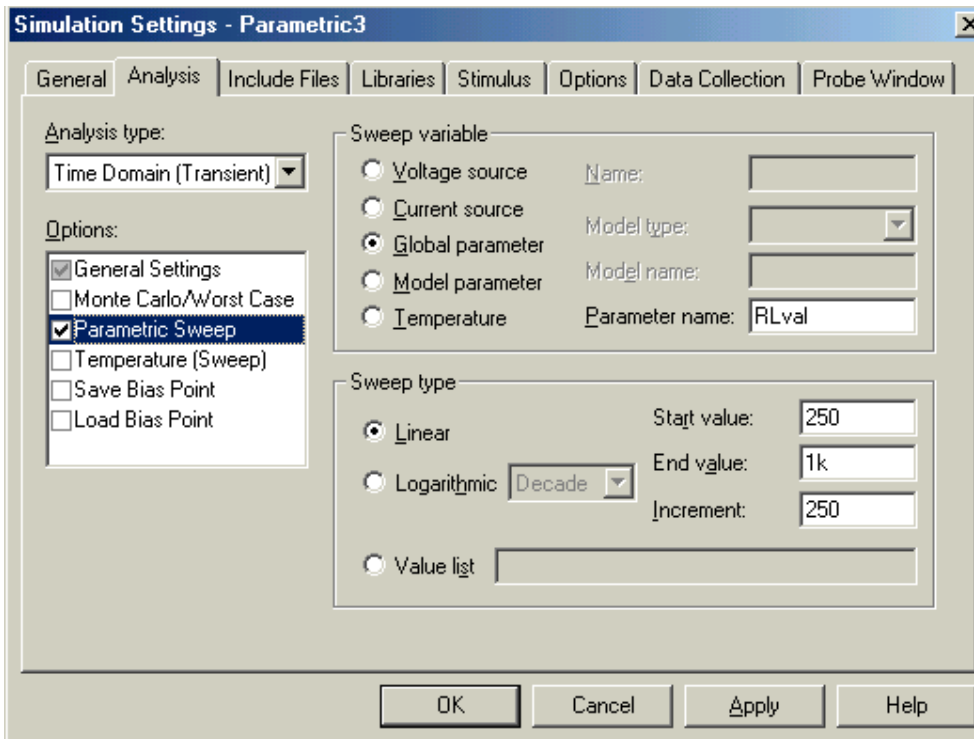 Simulation Settings - Parametric3
General Analysis Include Files Libraries Stimulus Options Data Collection Probe Window
Analysis type:
Time Domain (Transient)
Options:
General Settings
Monte Carlo/Worst Case
Parametric Sweep
Temperature (Sweep)
Save Bias Point
Load Bias Point
Sweep variable
Voltage source
Current source
Global parameter
Model parameter
Temperature
Name:
Model type:
Model name:
Parameter name: RLval
Sweep type
Linear
Logarithmic Decade
Value list
Start value: 250
End value: 1k
Increment: 250
OK Cancel Apply Help